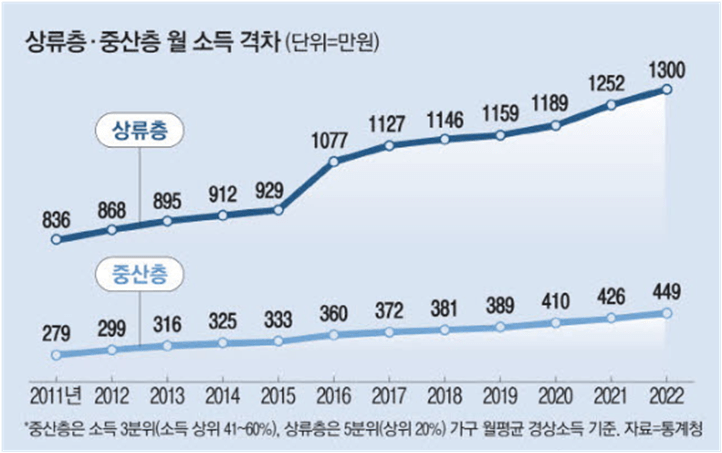 상류층·중산층 월 소득 격차 (단위=만원)
상류층
836 868 895 912 929 1077 1127 1146 1159 1189 1252 1300
중산층
279 299 316 325 333 360 372 381 389 410 426 449
2011년 2012 2013 2014 2015 2016 2017 2018 2019 2020 2021 2022
*중산층은 소득 3분위(소득 상위 41~60%), 상류층은 5분위(상위 20%) 가구 월평균 경상소득 기준. 자료=통계청